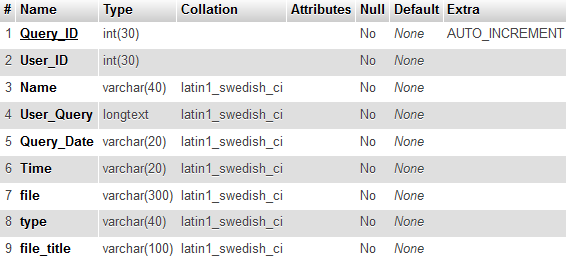 # Name Type Collation Attributes Null Default Extra
1 Query_ID int(30) No None AUTO_INCREMENT
2 User_ID int(30) No None
3 Name varchar(40) latin1_swedish_ci No None
4 User_Query longtext latin1_swedish_ci No None
5 Query_Date varchar(20) latin1_swedish_ci No None
6 Time varchar(20) latin1_swedish_ci No None
7 file varchar(300) latin1_swedish_ci No None
8 type varchar(40) latin1_swedish_ci No None
9 file_title varchar(100) latin1_swedish_ci No None